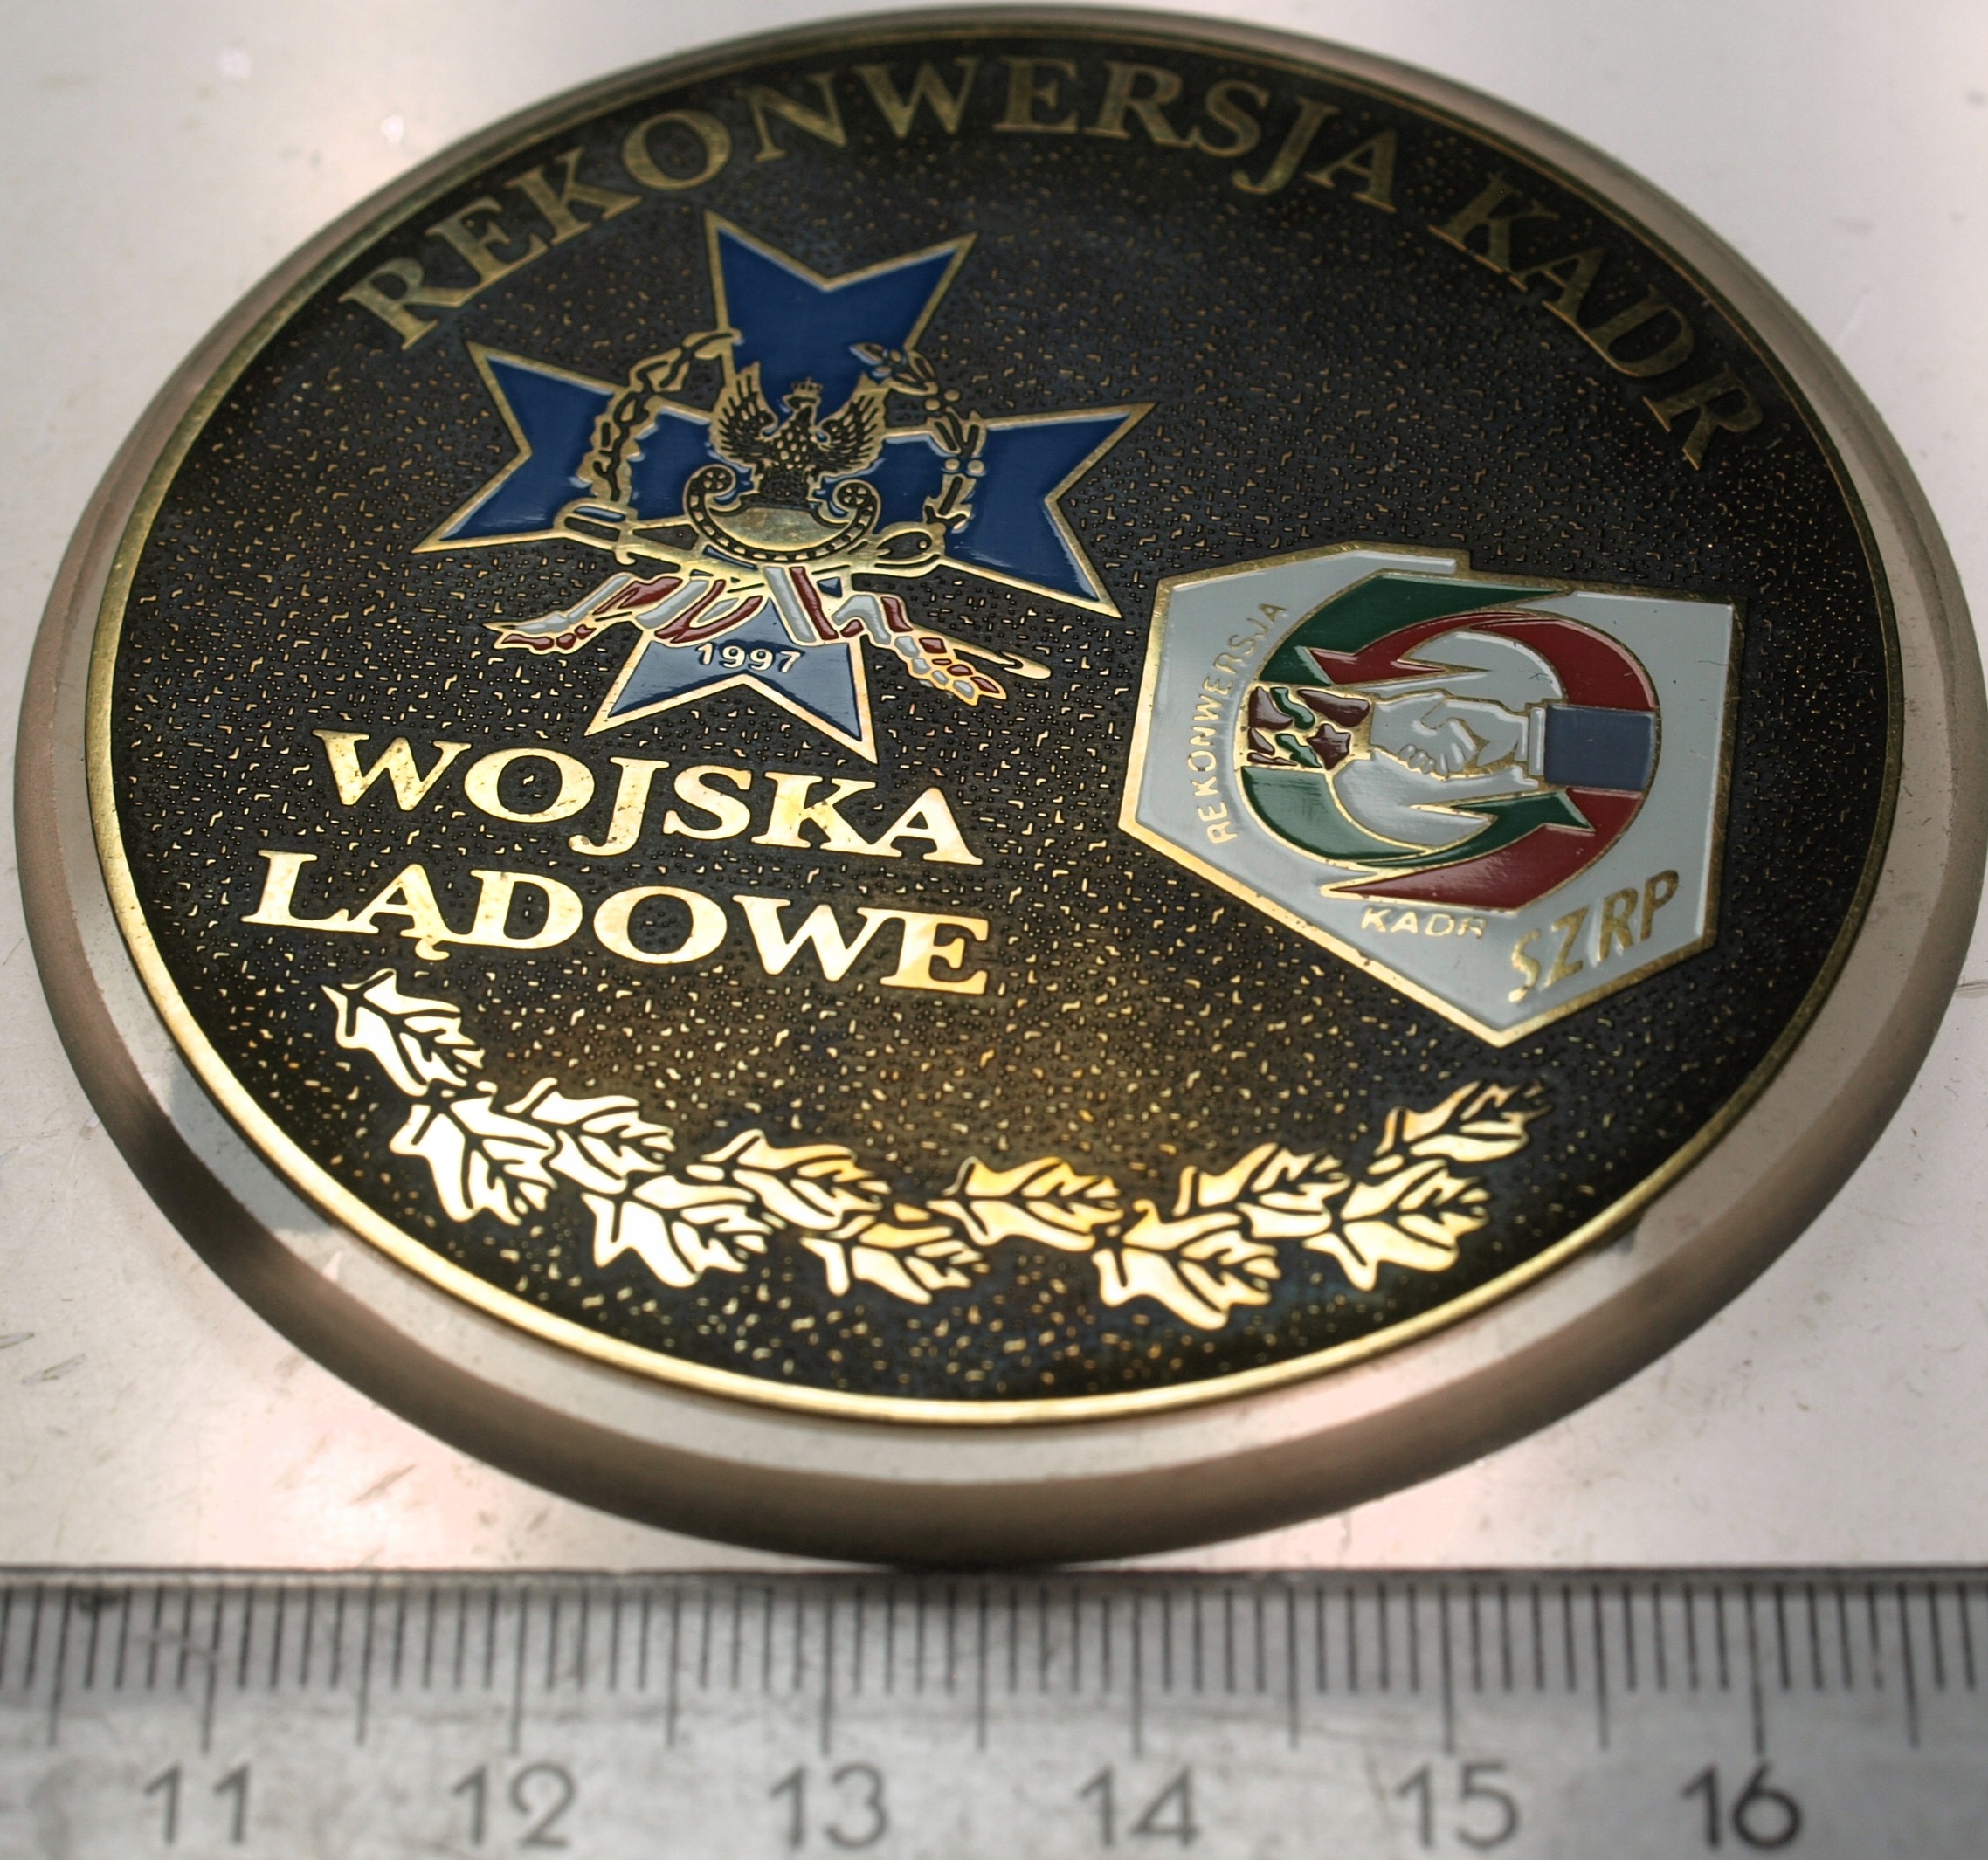 REKONWERSJA KADR
1997
WOJSKA
LĄDOWE
REKONWERSJA
KADR
SZRP
11 12 13 14 15 16